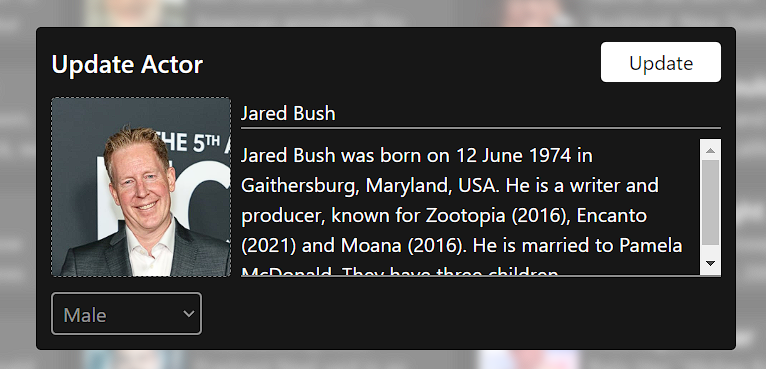 Update Actor
Update
THE 5TH A
Jared Bush
Jared Bush was born on 12 June 1974 in
Gaithersburg, Maryland, USA. He is a writer and
producer, known for Zootopia (2016), Encanto
(2021) and Moana (2016). He is married to Pamela
McDonald. They have three children.
Male